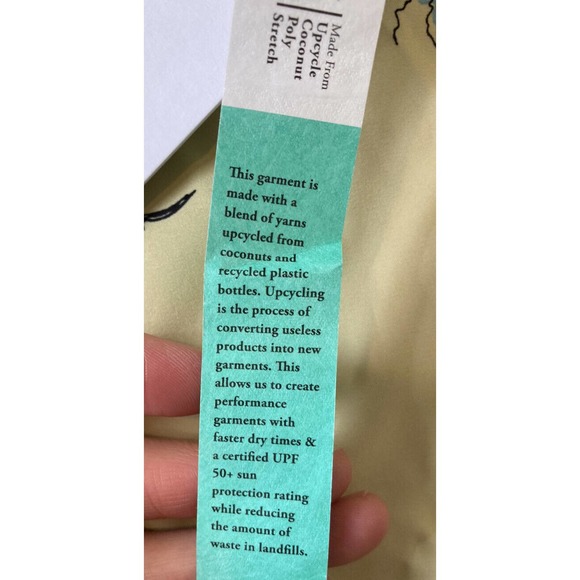 Made From
Upcycle
Coconut
Poly
Stretch
This garment is
made with a
blend of yarns
upcycled from
coconuts and
recycled plastic
bottles. Upcycling
is the process of
converting useless
products into new
garments. This
allows us to create
performance
garments with
faster dry times &
a certified UPF
50+ sun
protection rating
while reducing
the amount of
waste in landfills.